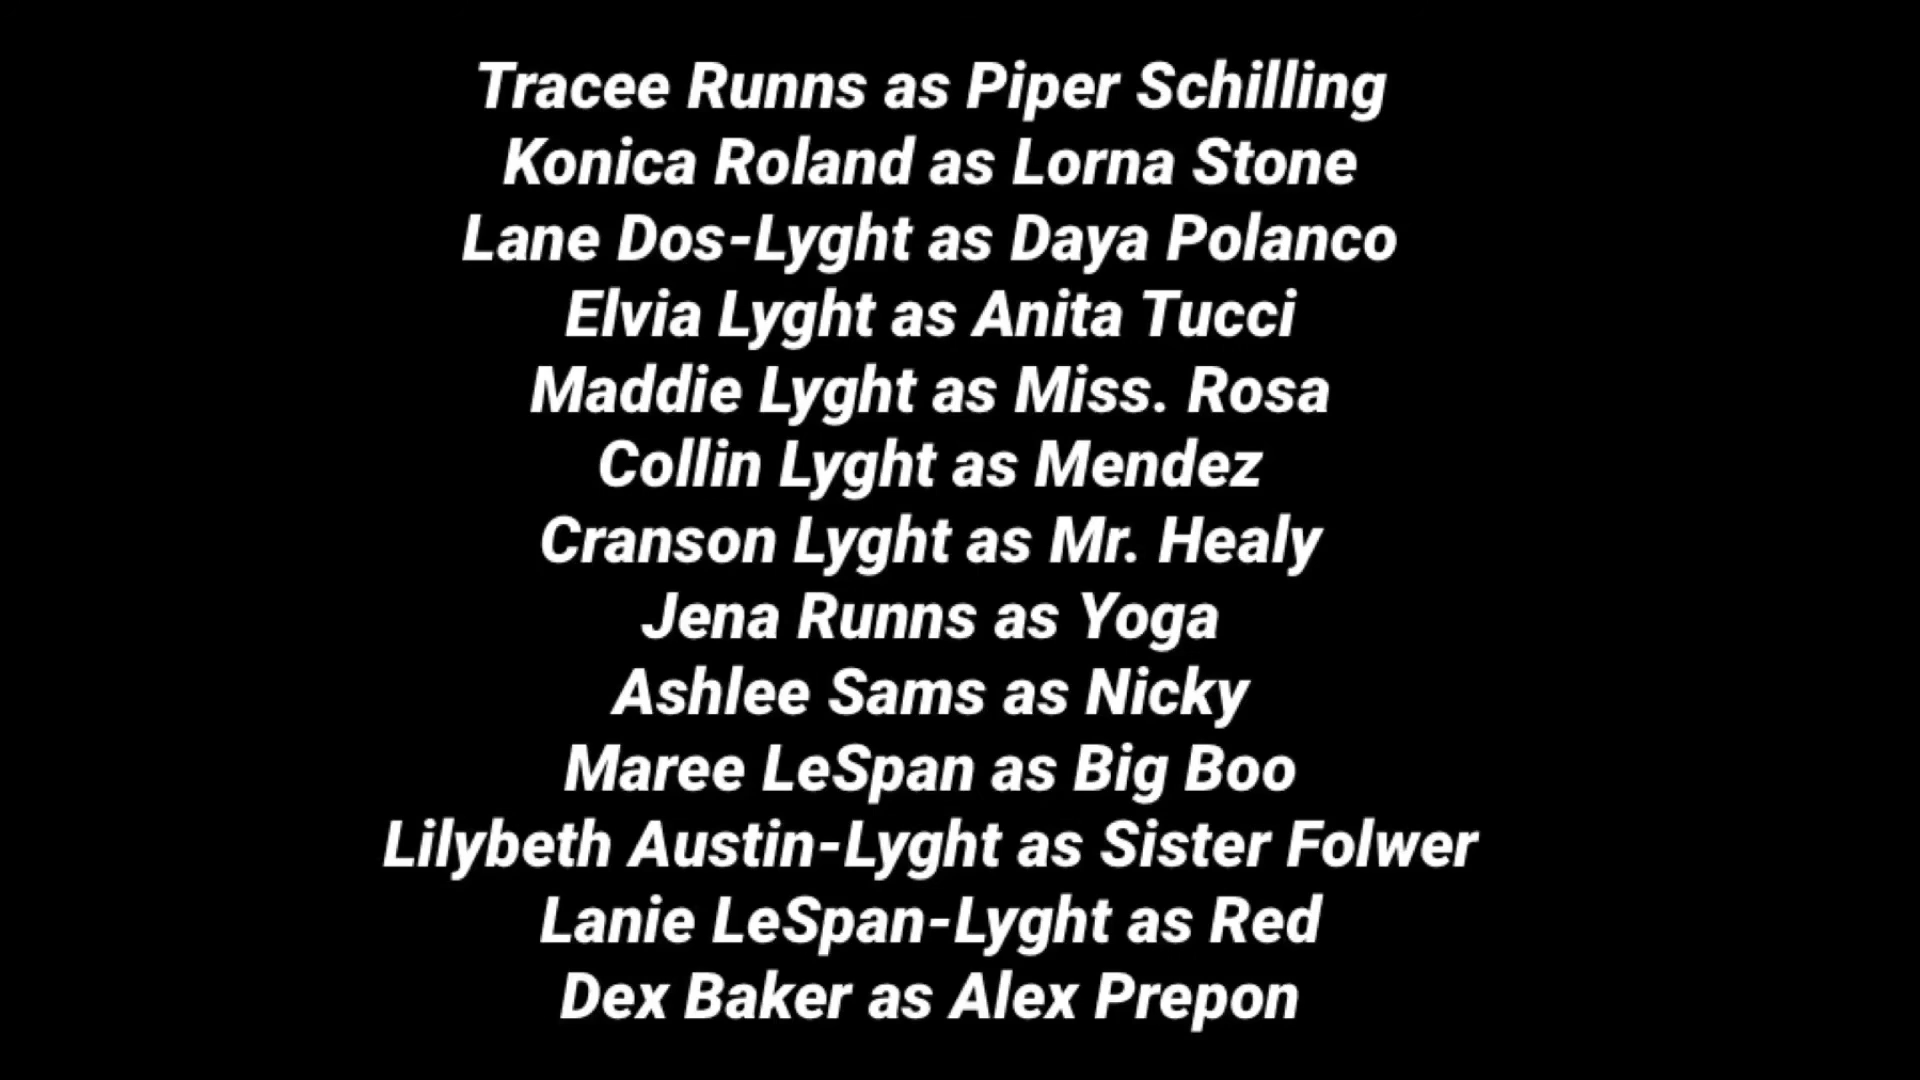 Tracee Runns as Piper Schilling
Konica Roland as Lorna Stone
Lane Dos-Lyght as Daya Polanco
Elvia Lyght as Anita Tucci
Maddie Lyght as Miss. Rosa
Collin Lyght as Mendez
Cranson Lyght as Mr. Healy
Jena Runns as Yoga
Ashlee Sams as Nicky
Maree LeSpan as Big Boo
Lilybeth Austin-Lyght as Sister Folwer
Lanie LeSpan-Lyght as Red
Dex Baker as Alex Prepon